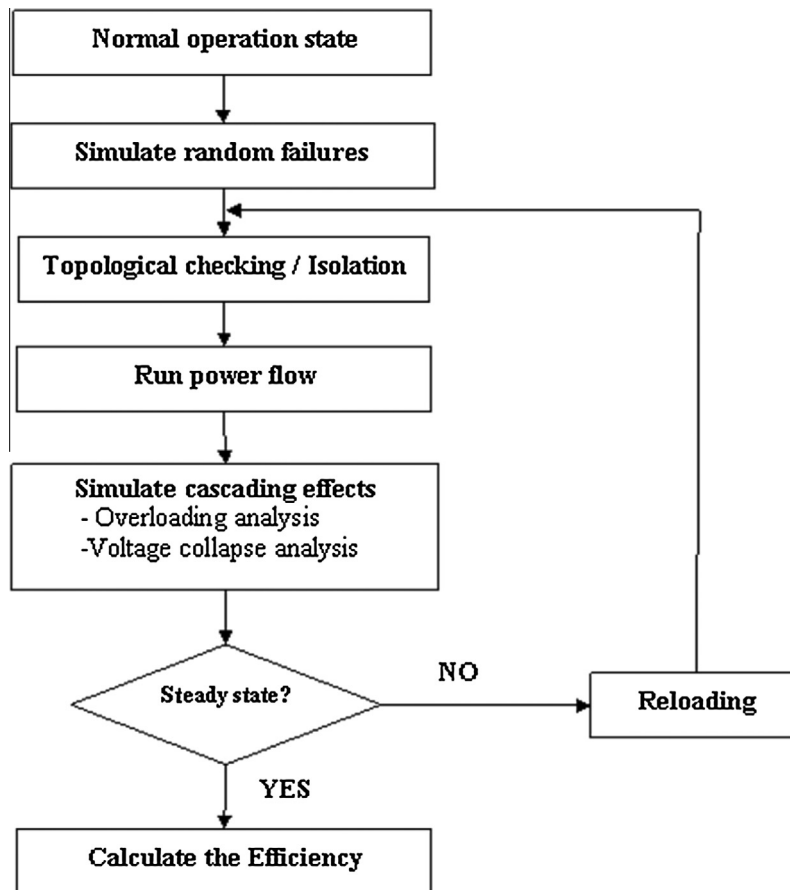 Normal operation state
Simulate random failures
Topological checking / Isolation
Run power flow
Simulate cascading effects
- Overloading analysis
-Voltage collapse analysis
Steady state?
NO
Reloading
YES
Calculate the Efficiency